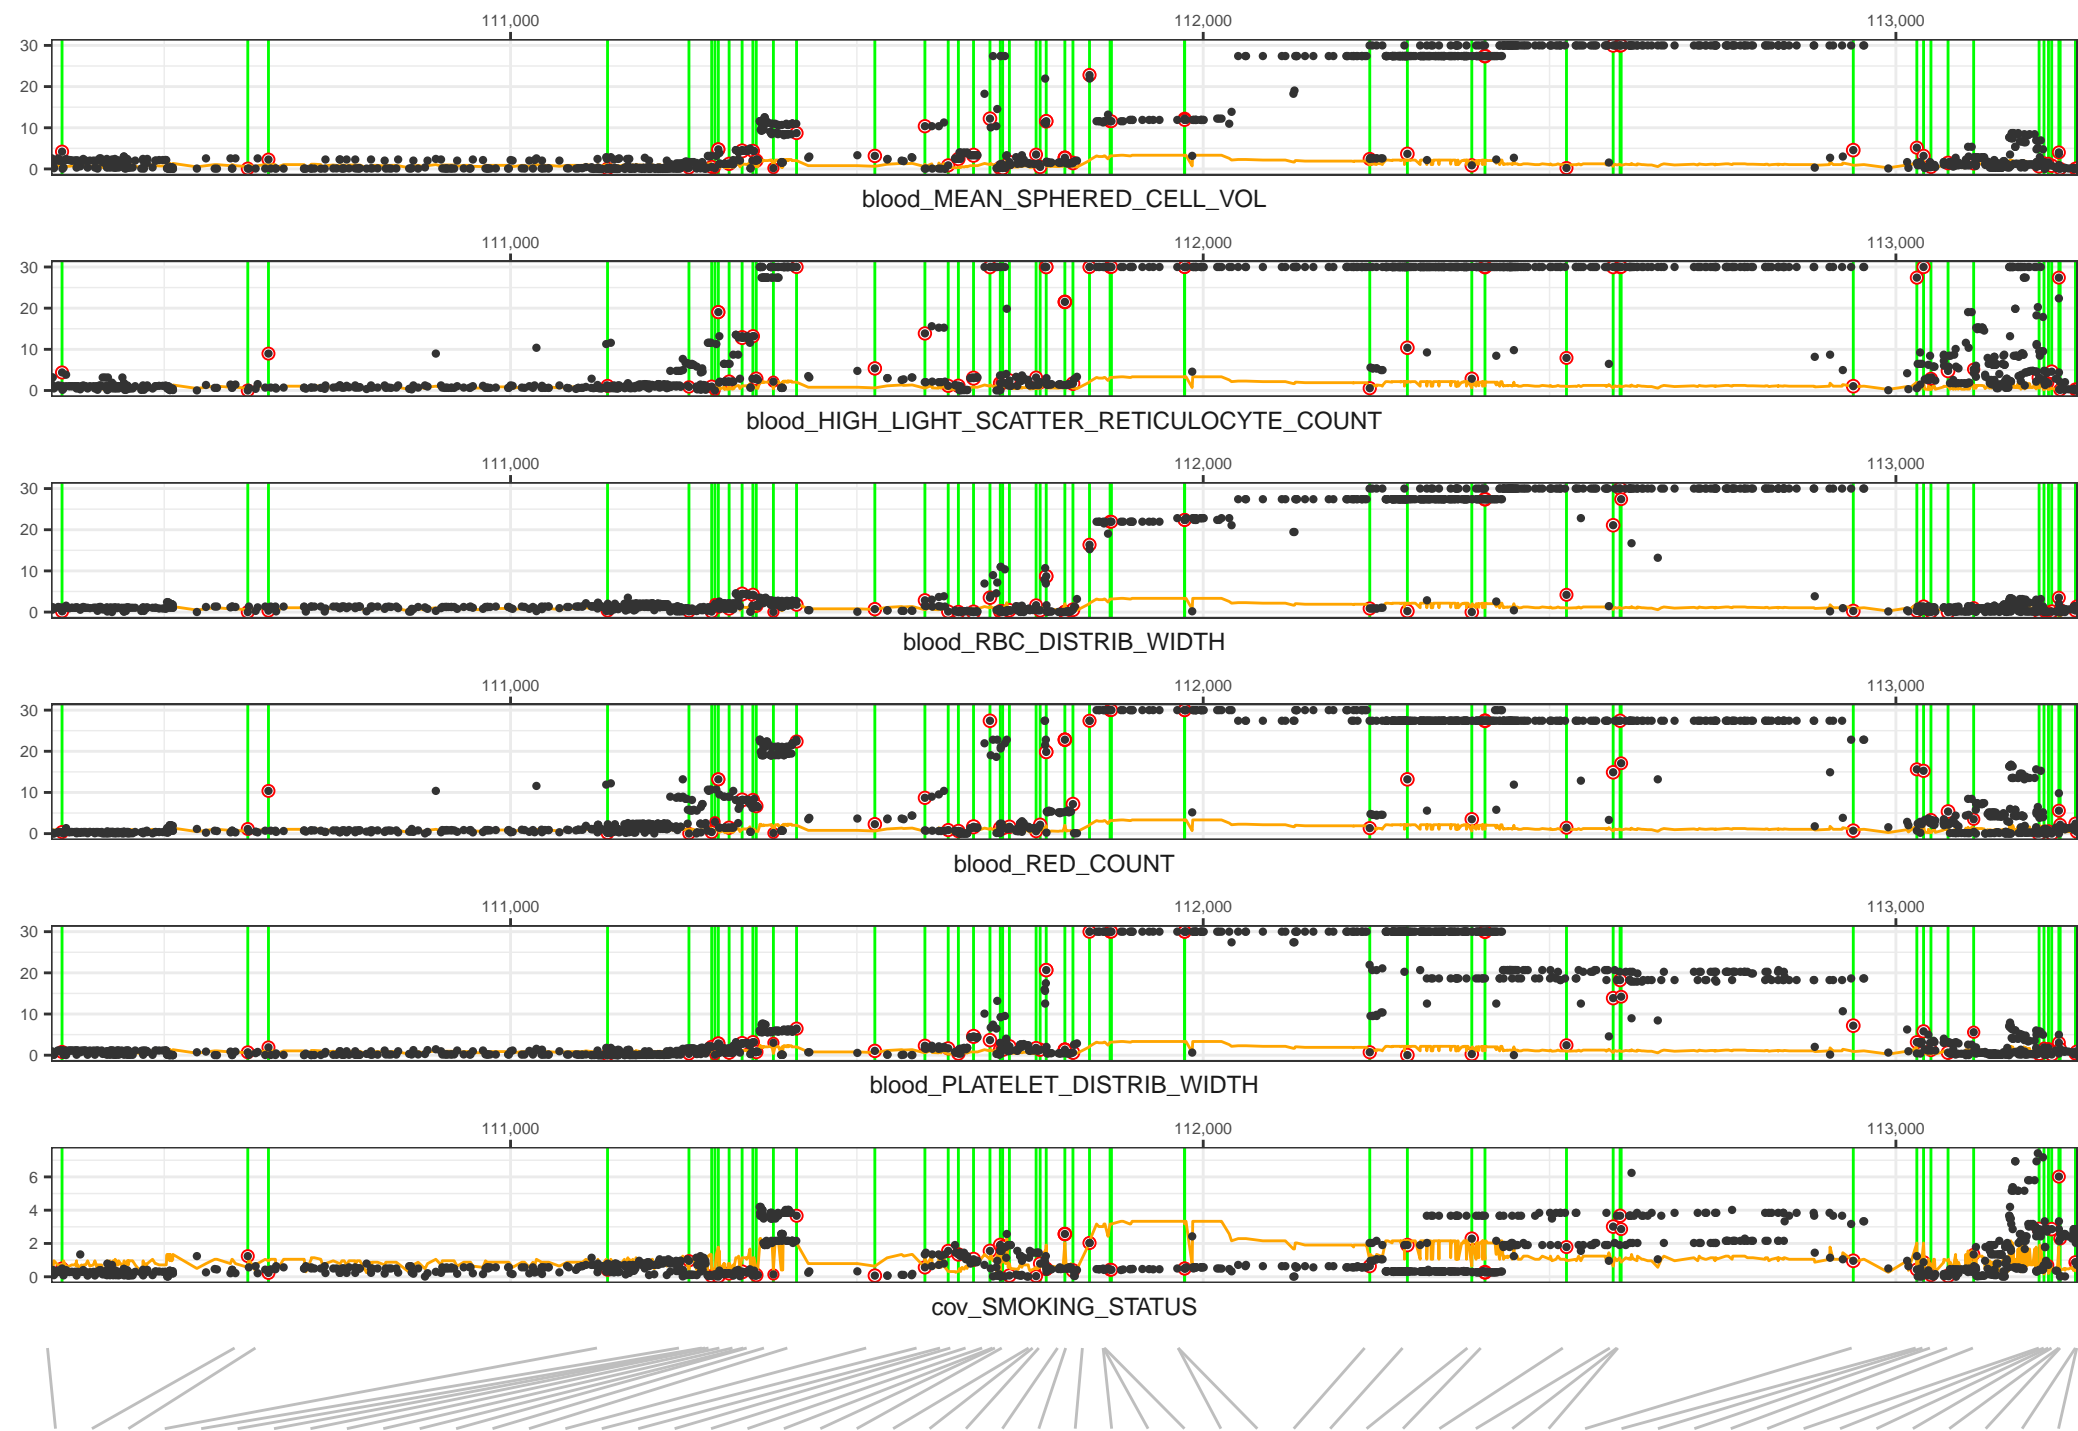 111,000 112,000 113,000
30
20
10
0
blood_MEAN_SPHERED_CELL_VOL
111,000 112,000 113,000
30
20
10
0
blood_HIGH_LIGHT_SCATTER_RETICULOCYTE_COUNT
111,000 112,000 113,000
30
20
10
0
blood_RBC_DISTRIB_WIDTH
111,000 112,000 113,000
30
20
10
0
blood_RED_COUNT
111,000 112,000 113,000
30
20
10
0
blood_PLATELET_DISTRIB_WIDTH
111,000 112,000 113,000
6
4
2
0
cov_SMOKING_STATUS